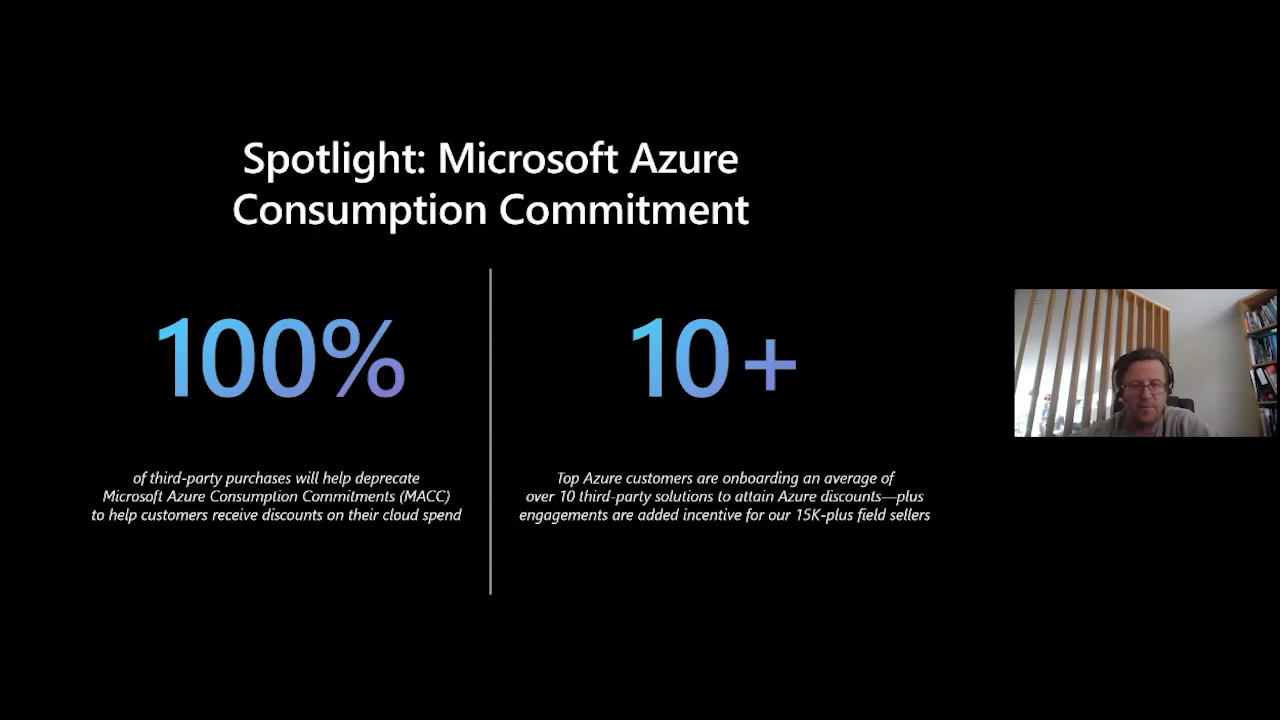 Spotlight: Microsoft Azure
Consumption Commitment
100%
of third-party purchases will help deprecate
Microsoft Azure Consumption Commitments (MACC)
to help customers receive discounts on their cloud spend
10+
Top Azure customers are onboarding an average of
over 10 third-party solutions to attain Azure discounts—plus
engagements are added incentive for our 15K-plus field sellers